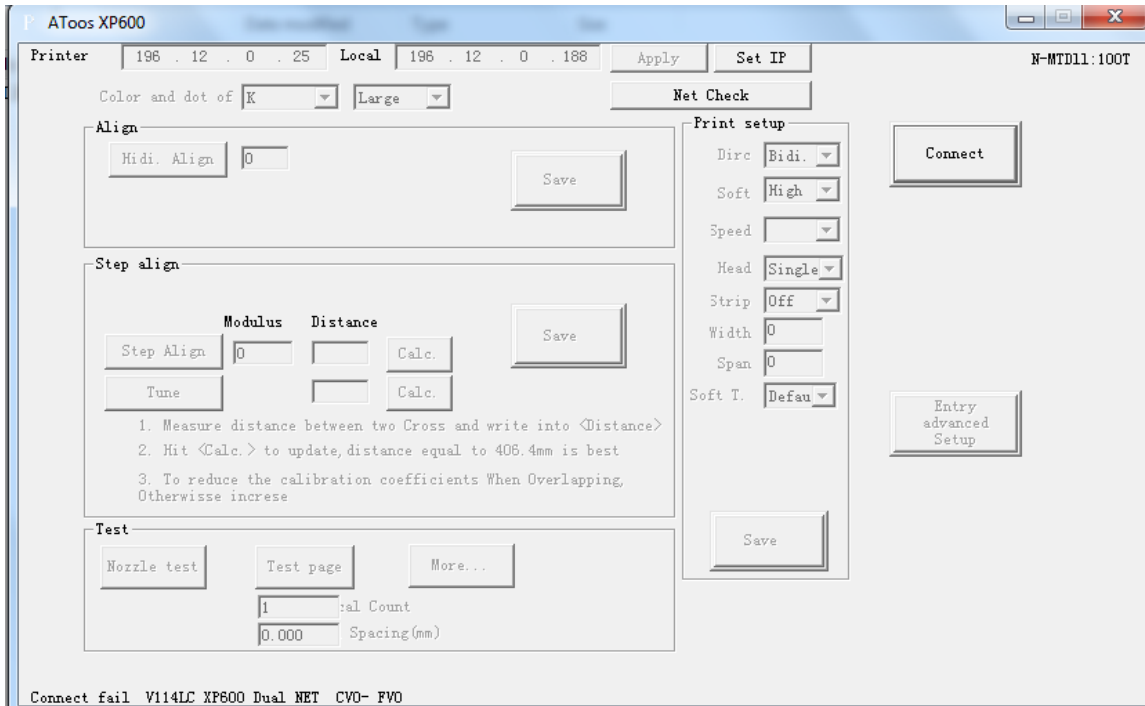 AToos XP600
Printer 196 . 12 . 0 . 25 Local 196 . 12 . 0 . 188 Apply Set IP N-MTDll:100T
Color and dot of K Large Net Check
Align
Hidi. Align 0 Save
Print setup
Dirc Bidi.
Soft High
Speed
Head Single
Strip Off
Width 0
Span 0
Soft T. Defau
Save
Connect
Entry
advanced
Setup
Step align
Modulus Distance
Step Align 0 Calc. Save
Tune Calc.
1. Measure distance between two Cross and write into <Distance>
2. Hit <Calc.> to update,distance equal to 406.4mm is best
3. To reduce the calibration coefficients When Overlapping,
Otherwisse increse
Test
Nozzle test Test page More...
1 :al Count
0.000 Spacing(mm)
Connect fail V114LC XP600 Dual NET CV0- FV0